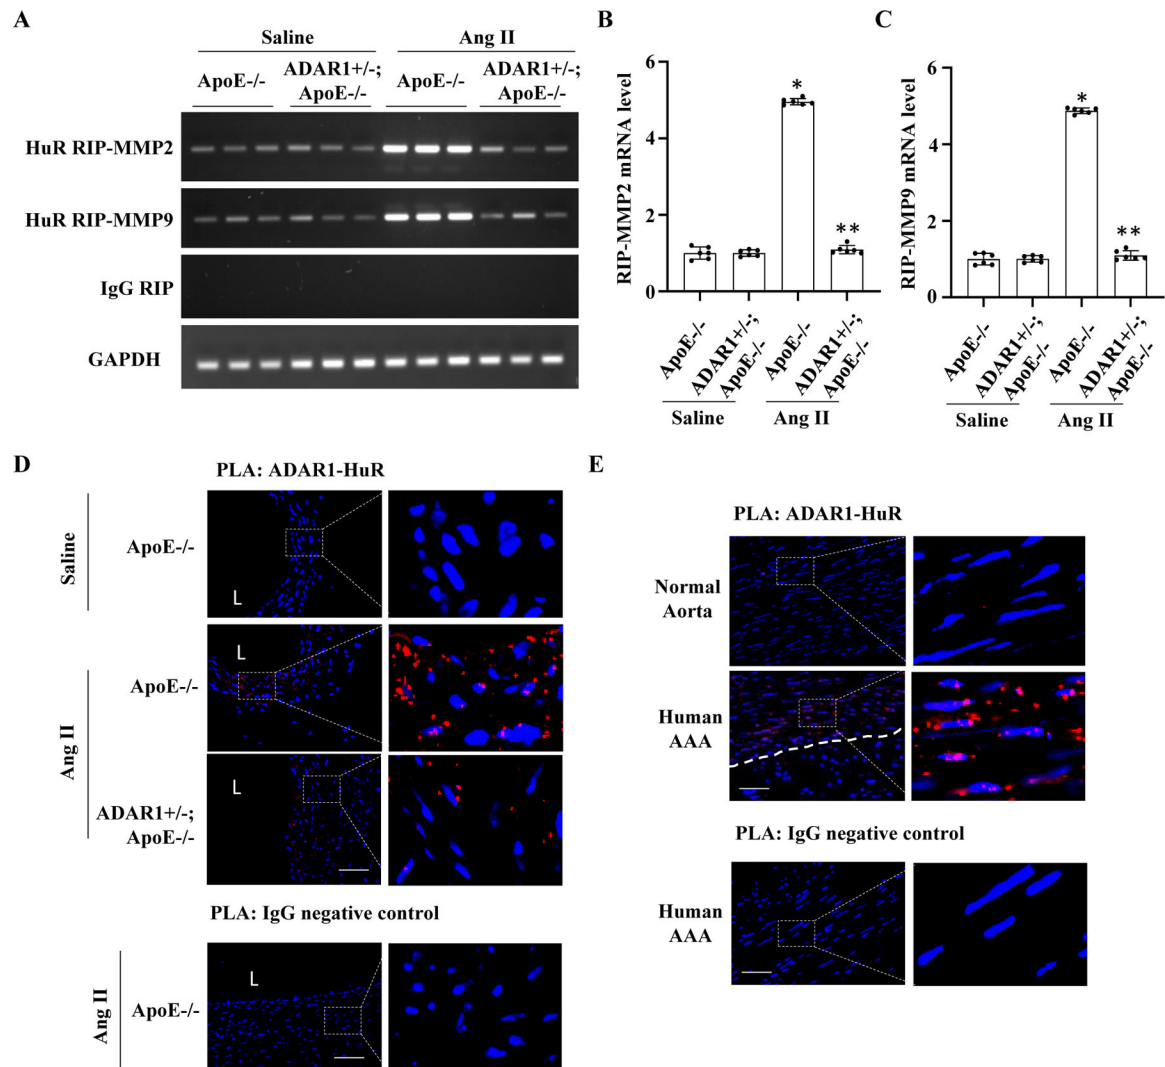 A
Saline
Ang II
ApoE-/-
ADAR1+/-;
ApoE-/-
ApoE-/-
ADAR1+/-;
ApoE-/-
HuR RIP-MMP2
HuR RIP-MMP9
IgG RIP
GAPDH
B
RIP-MMP2 mRNA level
6
4
2
0
*
**
ApoE-/-
ADAR1+/-;
ApoE-/-
ApoE-/-
ADAR1+/-;
ApoE-/-
Saline
Ang II
C
RIP-MMP9 mRNA level
6
4
2
0
*
**
ApoE-/-
ADAR1+/-;
ApoE-/-
ApoE-/-
ADAR1+/-;
ApoE-/-
Saline
Ang II
D
PLA: ADAR1-HuR
Saline
ApoE-/-
L
Ang II
ApoE-/-
L
ADAR1+/-;
ApoE-/-
L
PLA: IgG negative control
Ang II
ApoE-/-
L
E
PLA: ADAR1-HuR
Normal
Aorta
Human
AAA
PLA: IgG negative control
Human
AAA